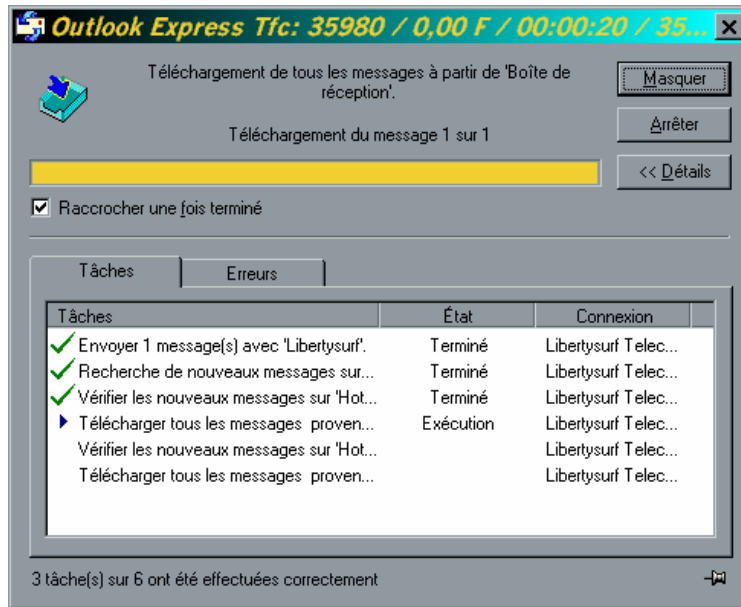 Outlook Express Tfc: 35980 / 0,00 F / 00:00:20 / 35...
Téléchargement de tous les messages à partir de 'Boîte de
réception'.
Masquer
Téléchargement du message 1 sur 1
Arrêter
<< Détails
Raccrocher une fois terminé
Tâches Erreurs
Tâches État Connexion
Envoyer 1 message(s) avec 'Libertysurf'. Terminé Libertysurf Telec...
Recherche de nouveaux messages sur... Terminé Libertysurf Telec...
Vérifier les nouveaux messages sur 'Hot... Terminé Libertysurf Telec...
Télécharger tous les messages proven... Exécution Libertysurf Telec...
Vérifier les nouveaux messages sur 'Hot... Libertysurf Telec...
Télécharger tous les messages proven... Libertysurf Telec...
3 tâche(s) sur 6 ont été effectuées correctement